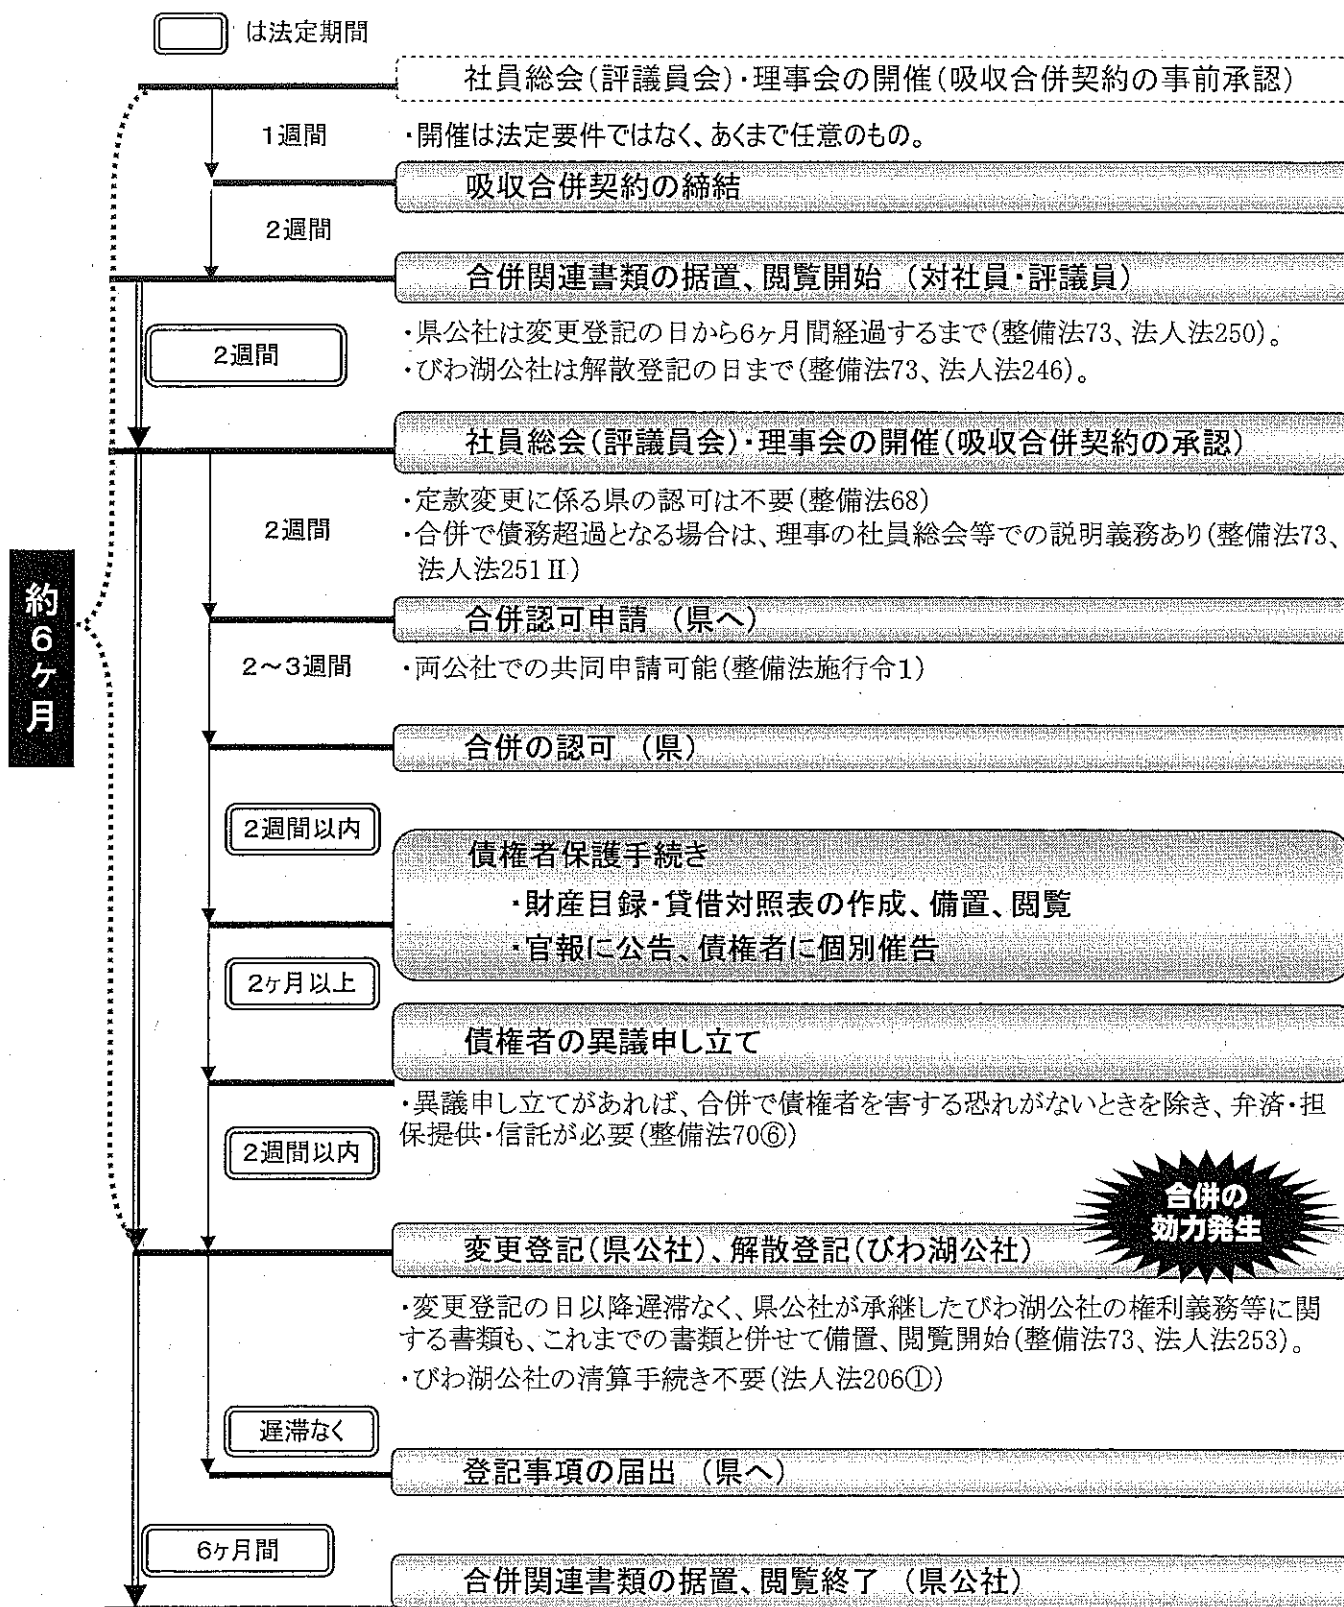 は法定期間
社員総会(評議員会)・理事会の開催(吸収合併契約の事前承認)
1週間
・開催は法定要件ではなく、あくまで任意のもの。
吸収合併契約の締結
2週間
合併関連書類の据置、閲覧開始 (対社員・評議員)
2週間
・県公社は変更登記の日から6ヶ月間経過するまで(整備法73、法人法250)。
・びわ湖公社は解散登記の日まで(整備法73、法人法246)。
社員総会(評議員会)・理事会の開催(吸収合併契約の承認)
2週間
・定款変更に係る県の認可は不要(整備法68)
・合併で債務超過となる場合は、理事の社員総会等での説明義務あり(整備法73、
法人法251Ⅱ)
約6ヶ月
合併認可申請 (県へ)
2～3週間
・両公社での共同申請可能(整備法施行令1)
合併の認可 (県)
2週間以内
債権者保護手続き
・財産目録・貸借対照表の作成、備置、閲覧
・官報に公告、債権者に個別催告
2ヶ月以上
債権者の異議申し立て
・異議申し立てがあれば、合併で債権者を害する恐れがないときを除き、弁済・担
保提供・信託が必要(整備法70⑥)
2週間以内
合併の
効力発生
変更登記(県公社)、解散登記(びわ湖公社)
・変更登記の日以降遅滞なく、県公社が承継したびわ湖公社の権利義務等に関
する書類も、これまでの書類と併せて備置、閲覧開始(整備法73、法人法253)。
・びわ湖公社の清算手続き不要(法人法206①)
遅滞なく
登記事項の届出 (県へ)
6ヶ月間
合併関連書類の据置、閲覧終了 (県公社)